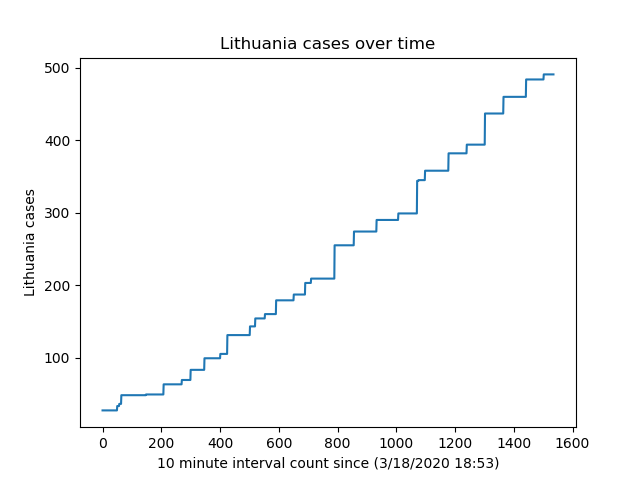 Lithuania cases over time
500
400
300
200
100
Lithuania cases
0 200 400 600 800 1000 1200 1400 1600
10 minute interval count since (3/18/2020 18:53)